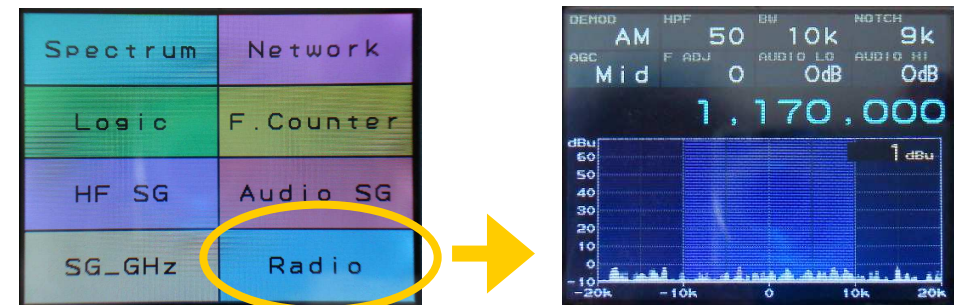 Spectrum Network
Logic F.Counter
HF SG Audio SG
SG_GHz Radio
DEMOD HPF BW NOTCH
AM 50 10k 9k
AGC F ADJ AUDIO LO AUDIO HI
Mid 0 0dB 0dB
1,170,000
dBu
60 1 dBu
50
40
30
20
10
0
-10
-20k -10k 0 10k 20k